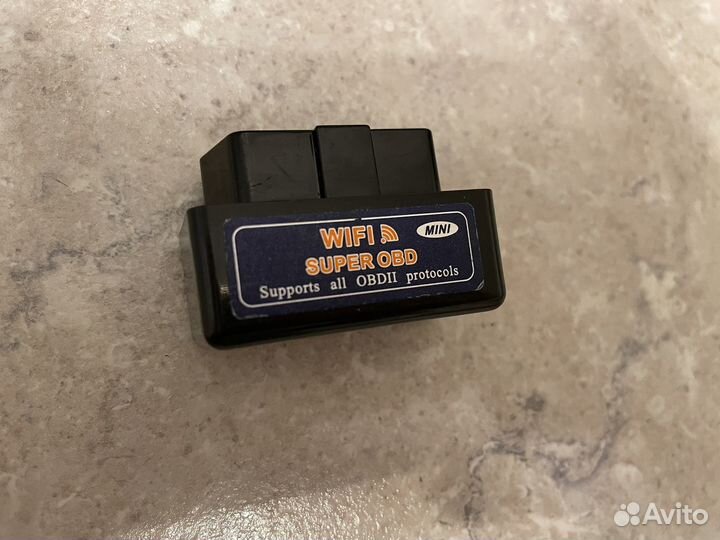 WIFI
MINI
SUPER OBD
Supports all OBDII protocols
Avito